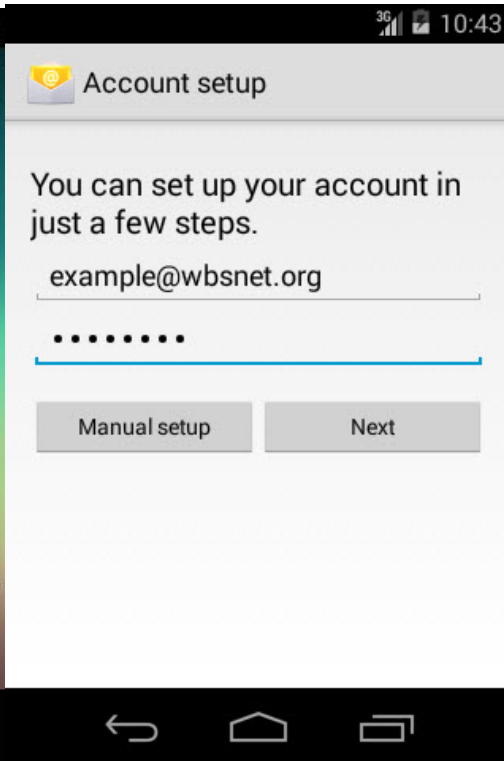 3G 10:43
@ Account setup
You can set up your account in
just a few steps.
example@wbsnet.org
••••••••
Manual setup Next